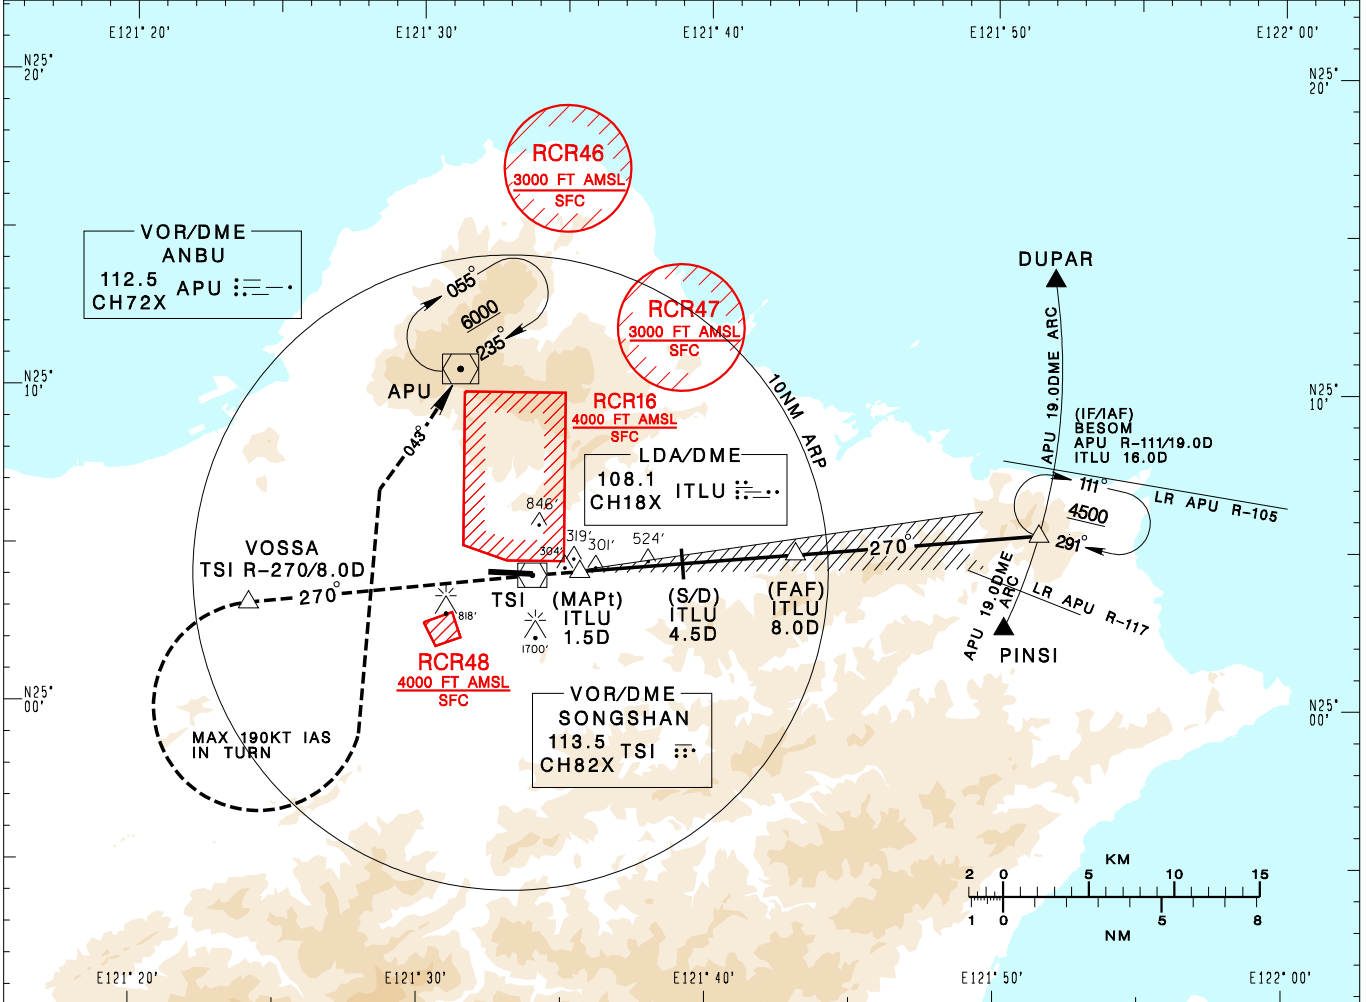 E121° 20'
E121° 30'
E121° 40'
E121° 50'
E122° 00'
N25°
20'
N25°
20'
RCR46
3000 FT AMSL
SFC
VOR/DME
ANBU
112.5
CH72X
APU
055°
6000
235°
RCR47
3000 FT AMSL
SFC
DUPAR
APU 19.0DME ARC
N25°
10'
N25°
10'
APU
043°
10NM ARP
RCR16
4000 FT AMSL
SFC
(IF/IAF)
BESOM
APU R-111/19.0D
ITLU 16.0D
LDA/DME
108.1
CH18X
ITLU
111°
4500
291°
LR APU R-105
846'
319'
304'
301'
524'
VOSSA
TSI R-270/8.0D
270°
270°
TSI
(MAPt)
ITLU
1.5D
(S/D)
ITLU
4.5D
(FAF)
ITLU
8.0D
APU 19.0DME
ARC
LR APU R-117
818'
1700'
PINSI
RCR48
4000 FT AMSL
SFC
N25°
00'
N25°
00'
MAX 190KT IAS
IN TURN
VOR/DME
SONGSHAN
113.5
CH82X
TSI
KM
2 0 5 10 15
1 0 5 8
NM
E121° 20'
E121° 30'
E121° 40'
E121° 50'
E122° 00'